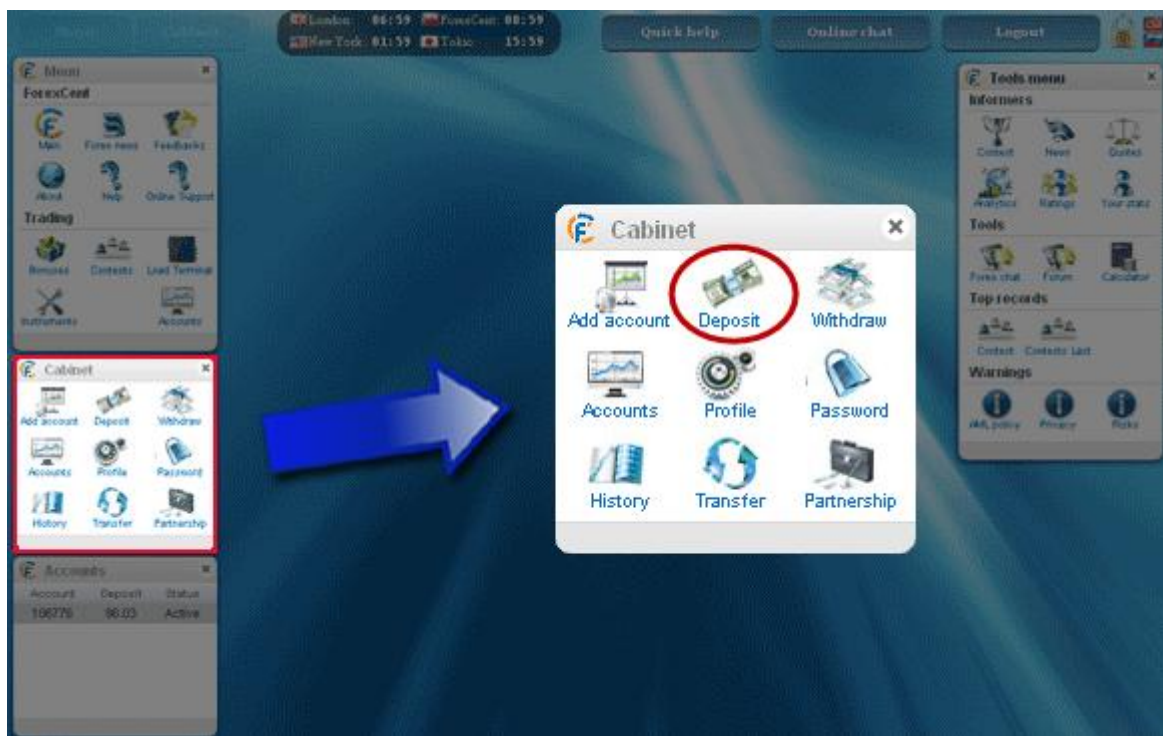 London: 06:59 ForexCent: 08:59
New York: 01:59 Tokio: 15:59
Quick help
Online chat
Logout
Menu
ForexCent
Main
Forex news
Feedbacks
About
Help
Online Support
Trading
Bonuses
Contests
Load Terminal
Instruments
Accounts
Cabinet
Add account
Deposit
Withdraw
Accounts
Profile
Password
History
Transfer
Partnership
Accounts
Account Deposit Status
Active
Cabinet
Add account
Deposit
Withdraw
Accounts
Profile
Password
History
Transfer
Partnership
Tools menu
Informers
Contest
News
Quotes
Analytics
Ratings
Your stats
Tools
Forex chat
Forum
Calculator
Top records
Contest
Contests Last
Warnings
AML policy
Privacy
Risks